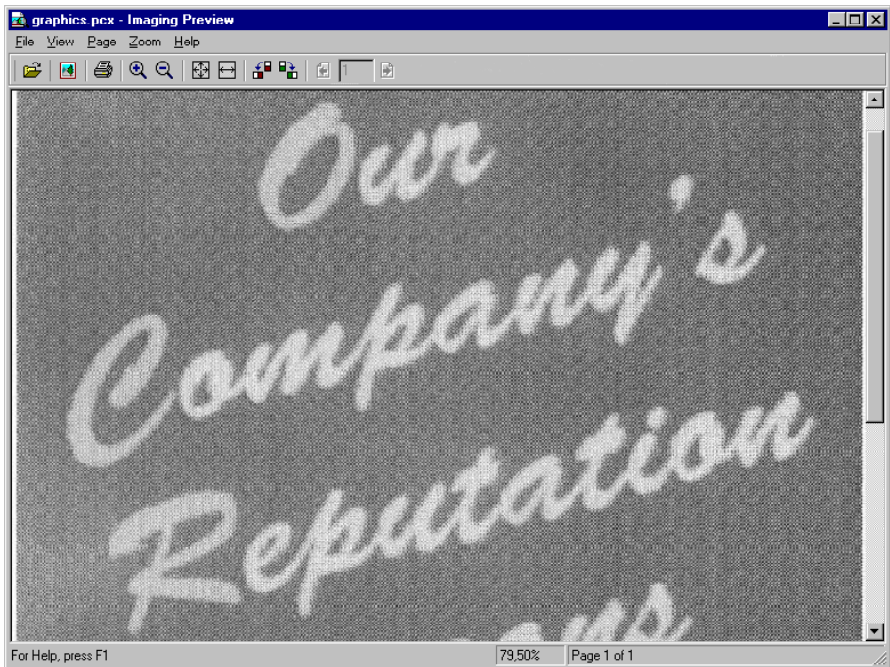 graphics.pcx - Imaging Preview
File View Page Zoom Help
1
Our
Company's
Reputation
For Help, press F1
79,50%
Page 1 of 1